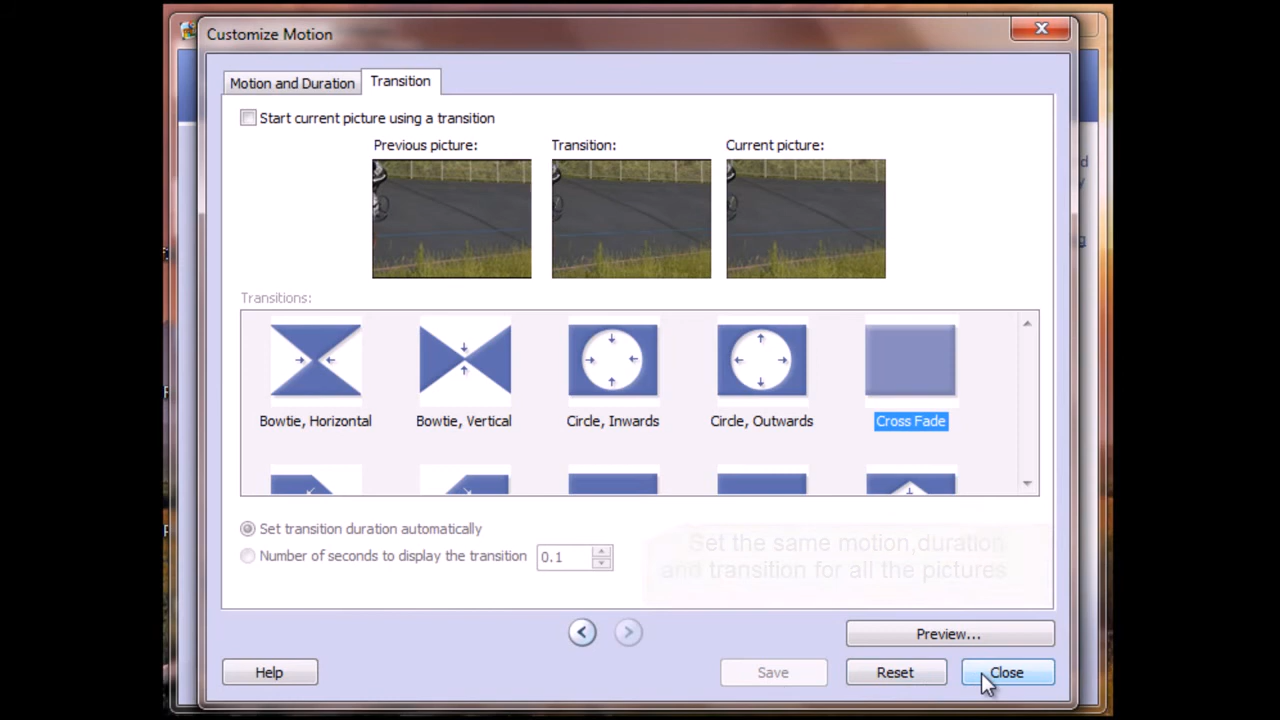 Customize Motion
Motion and Duration
Transition
Start current picture using a transition
Previous picture:
Transition:
Current picture:
Transitions:
Bowtie, Horizontal
Bowtie, Vertical
Circle, Inwards
Circle, Outwards
Cross Fade
Set transition duration automatically
Number of seconds to display the transition
0.1
Set the same motion,duration
and transition for all the pictures
Preview...
Help
Save
Reset
Close